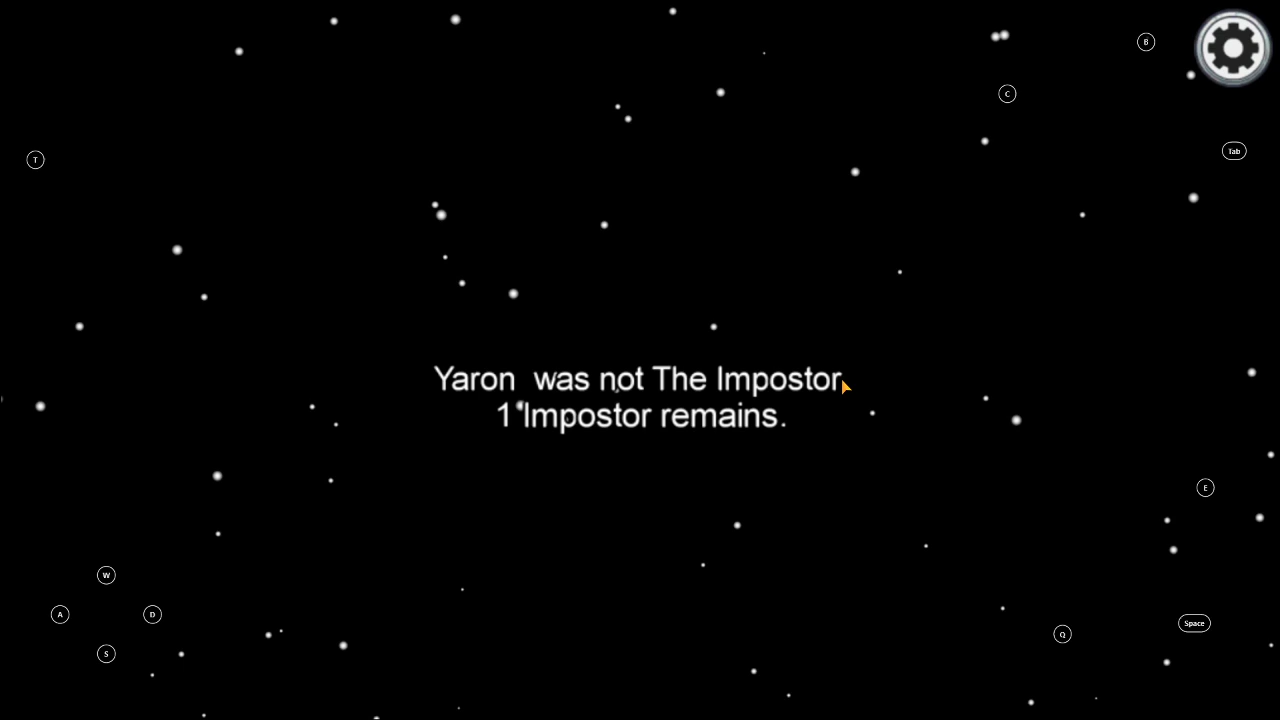 B
C
T
Tab
Yaron was not The Impostor.
1 Impostor remains.
E
W
A
D
S
Q
Space